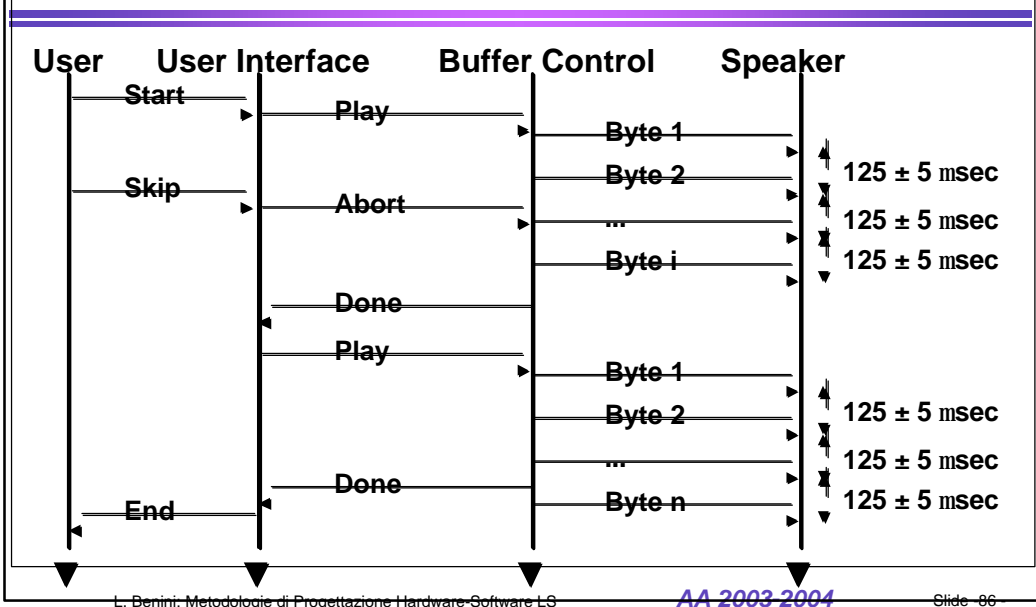 User User Interface Buffer Control Speaker
Start
Play
Byte 1
125 ± 5 msec
Byte 2
Skip
Abort
...
125 ± 5 msec
Byte i
125 ± 5 msec
Done
Play
Byte 1
125 ± 5 msec
Byte 2
...
125 ± 5 msec
Done
Byte n
125 ± 5 msec
End
L. Benini: Metodologie di Progettazione Hardware-Software LS AA 2003-2004 Slide -86 -